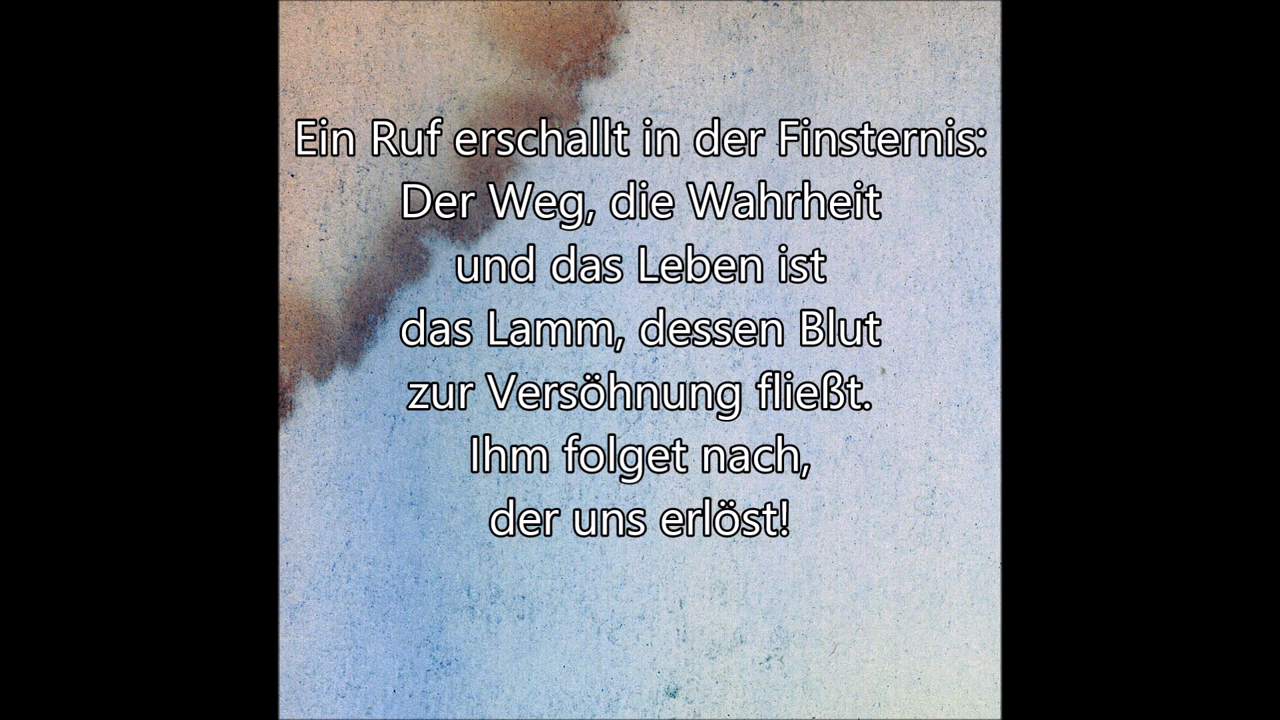 Ein Ruf erschallt in der Finsternis:
Der Weg, die Wahrheit
und das Leben ist
das Lamm, dessen Blut
zur Versöhnung fließt.
Ihm folget nach,
der uns erlöst!